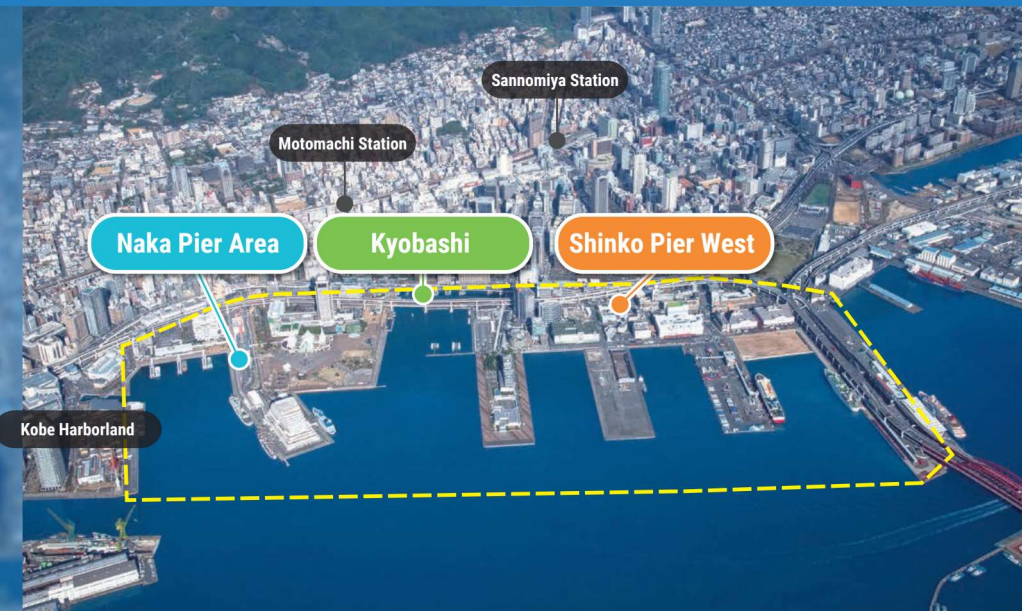 Sannomiya Station
Motomachi Station
Naka Pier Area
Kyobashi
Shinko Pier West
Kobe Harborland